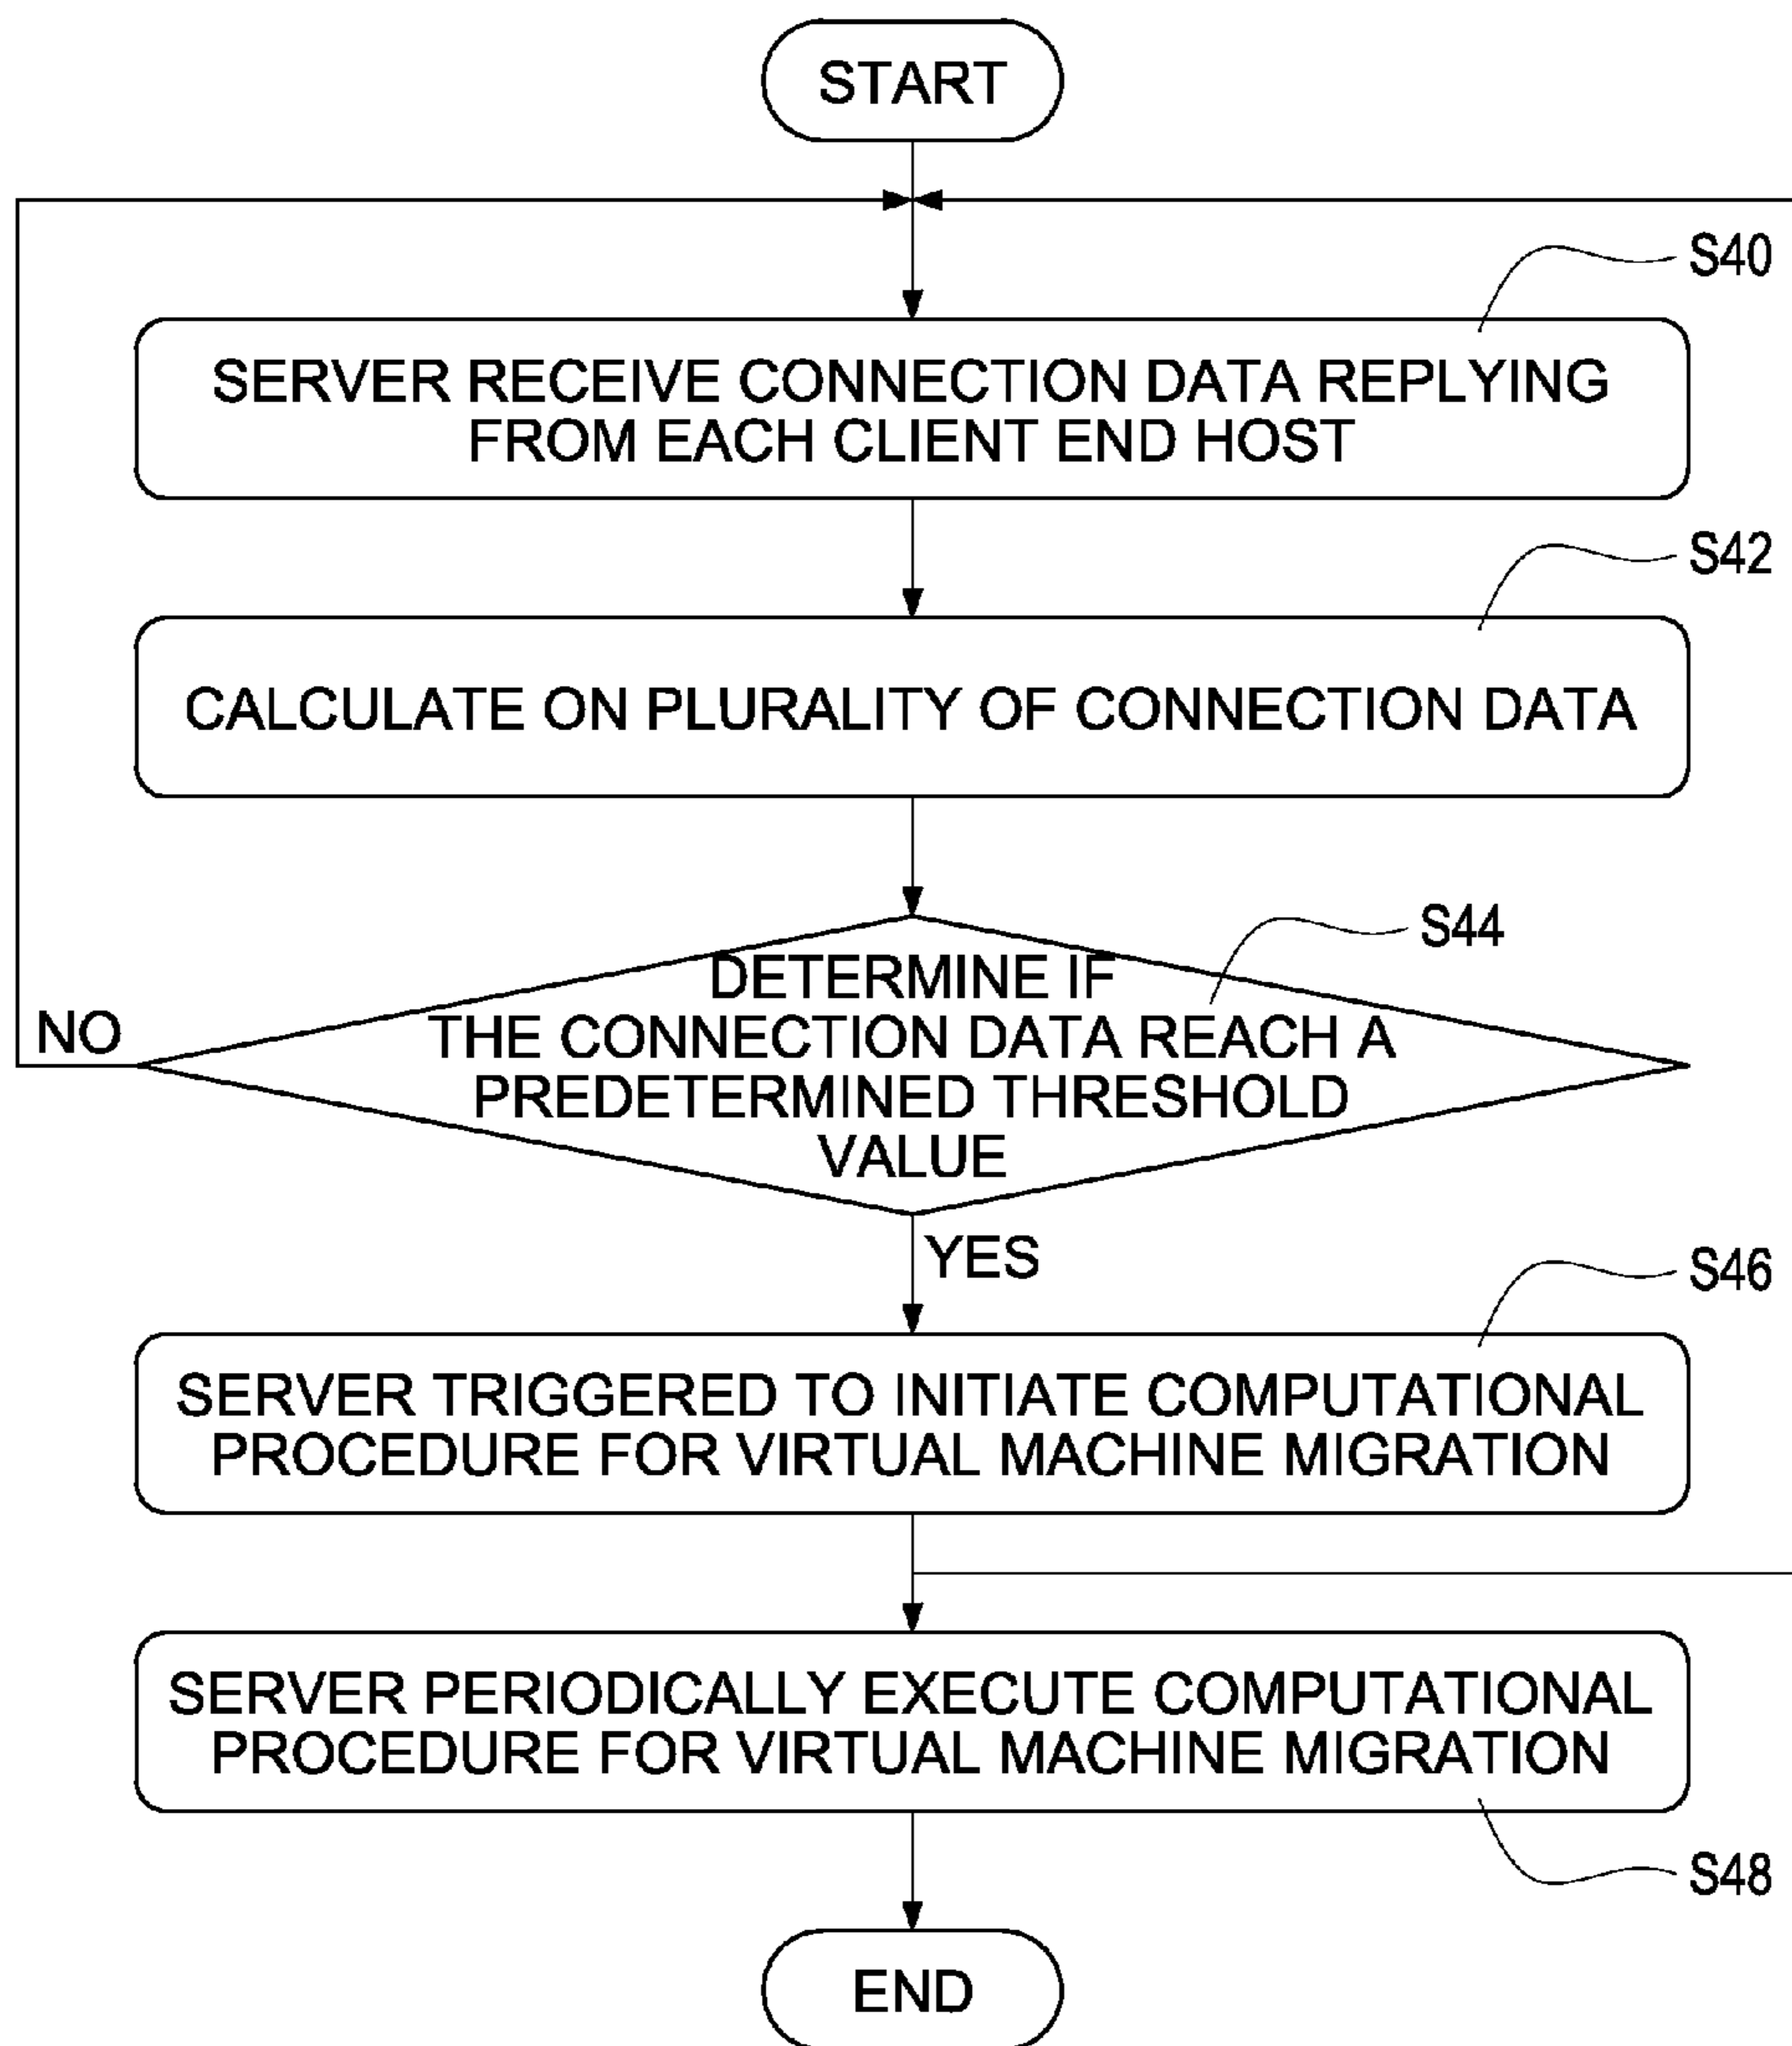 START
S40
SERVER RECEIVE CONNECTION DATA REPLYING
FROM EACH CLIENT END HOST
S42
CALCULATE ON PLURALITY OF CONNECTION DATA
S44
DETERMINE IF
THE CONNECTION DATA REACH A
PREDETERMINED THRESHOLD
VALUE
NO
YES
S46
SERVER TRIGGERED TO INITIATE COMPUTATIONAL
PROCEDURE FOR VIRTUAL MACHINE MIGRATION
SERVER PERIODICALLY EXECUTE COMPUTATIONAL
PROCEDURE FOR VIRTUAL MACHINE MIGRATION
S48
END